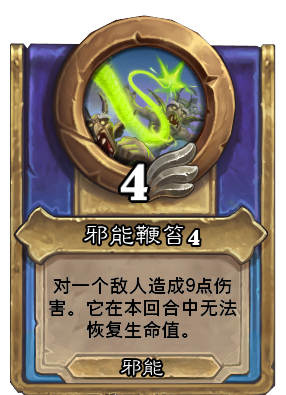 4
邪能鞭笞4
对一个敌人造成9点伤
害。它在本回合中无法
恢复生命值。
邪能